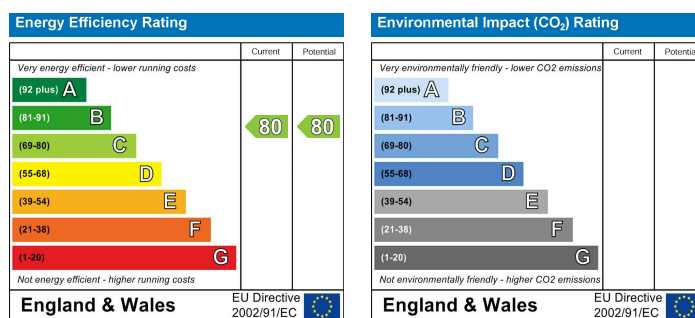 Energy Efficiency Rating
Current Potential
Very energy efficient - lower running costs
(92 plus) A
(81-91) B
(69-80) C
(55-68) D
(39-54) E
(21-38) F
(1-20) G
80 80
Not energy efficient - higher running costs
England & Wales
EU Directive
2002/91/EC
Environmental Impact (CO₂) Rating
Current Potentia
Very environmentally friendly - lower CO2 emissions
(92 plus) A
(81-91) B
(69-80) C
(55-68) D
(39-54) E
(21-38) F
(1-20) G
Not environmentally friendly - higher CO2 emissions
England & Wales
EU Directive
2002/91/EC